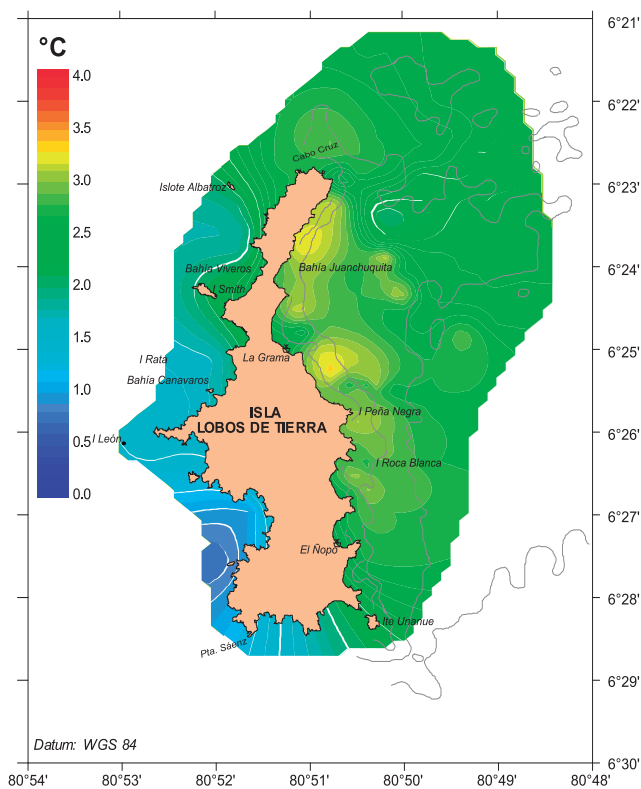 °C
4.0
3.5
3.0
2.5
2.0
1.5
1.0
0.5
0.0
6°21'
6°22'
6°23'
6°24'
6°25'
6°26'
6°27'
6°28'
6°29'
6°30'
Cabo Cruz
Islote Albatroz
Bahía Viveros
Bahía Juanchuquita
I Smith
La Grama
I Rata
Bahía Canavaros
ISLA
LOBOS DE TIERRA
I Peña Negra
I León
I Roca Blanca
El Ñopo
Ite Unanue
Pta. Sáenz
Datum: WGS 84
80°54'
80°53'
80°52'
80°51'
80°50'
80°49'
80°48'